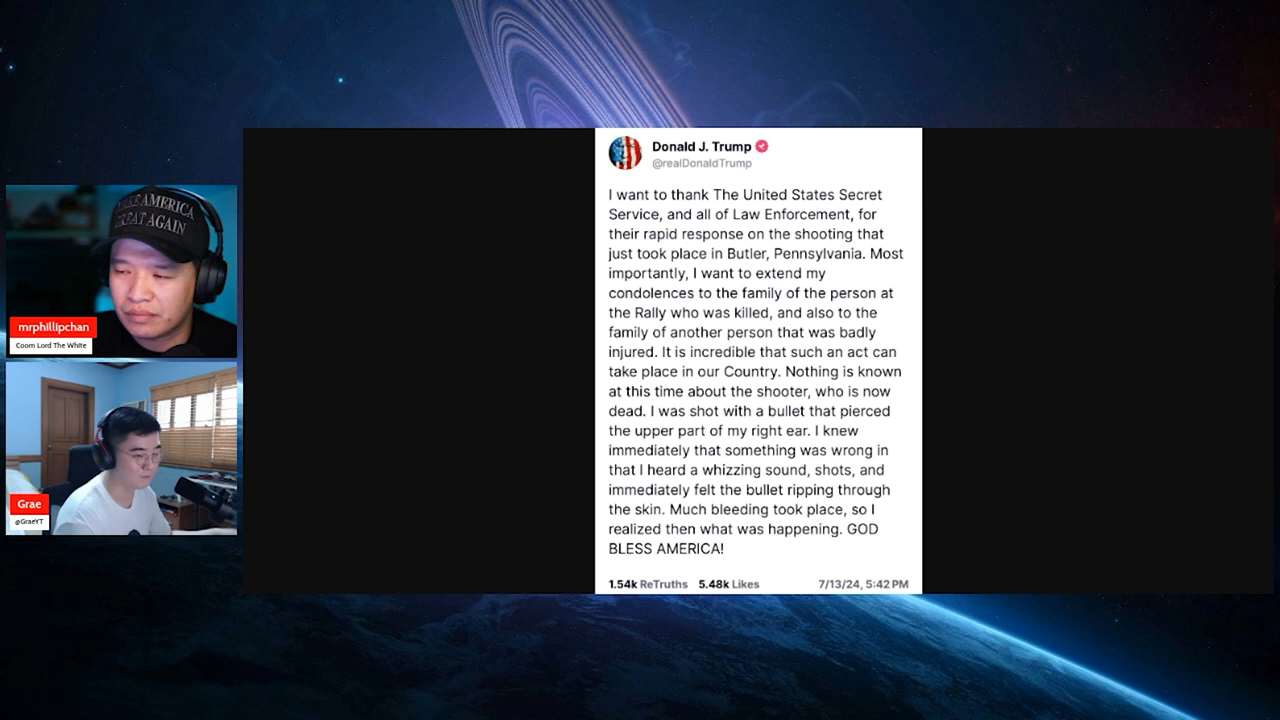 MAKE AMERICA
GREAT AGAIN
mrphillipchan
Coom Lord The White
Grae
@GraeYT
Donald J. Trump
@realDonaldTrump
I want to thank The United States Secret
Service, and all of Law Enforcement, for
their rapid response on the shooting that
just took place in Butler, Pennsylvania. Most
importantly, I want to extend my
condolences to the family of the person at
the Rally who was killed, and also to the
family of another person that was badly
injured. It is incredible that such an act can
take place in our Country. Nothing is known
at this time about the shooter, who is now
dead. I was shot with a bullet that pierced
the upper part of my right ear. I knew
immediately that something was wrong in
that I heard a whizzing sound, shots, and
immediately felt the bullet ripping through
the skin. Much bleeding took place, so I
realized then what was happening. GOD
BLESS AMERICA!
1.54k ReTruths 5.48k Likes 7/13/24, 5:42 PM